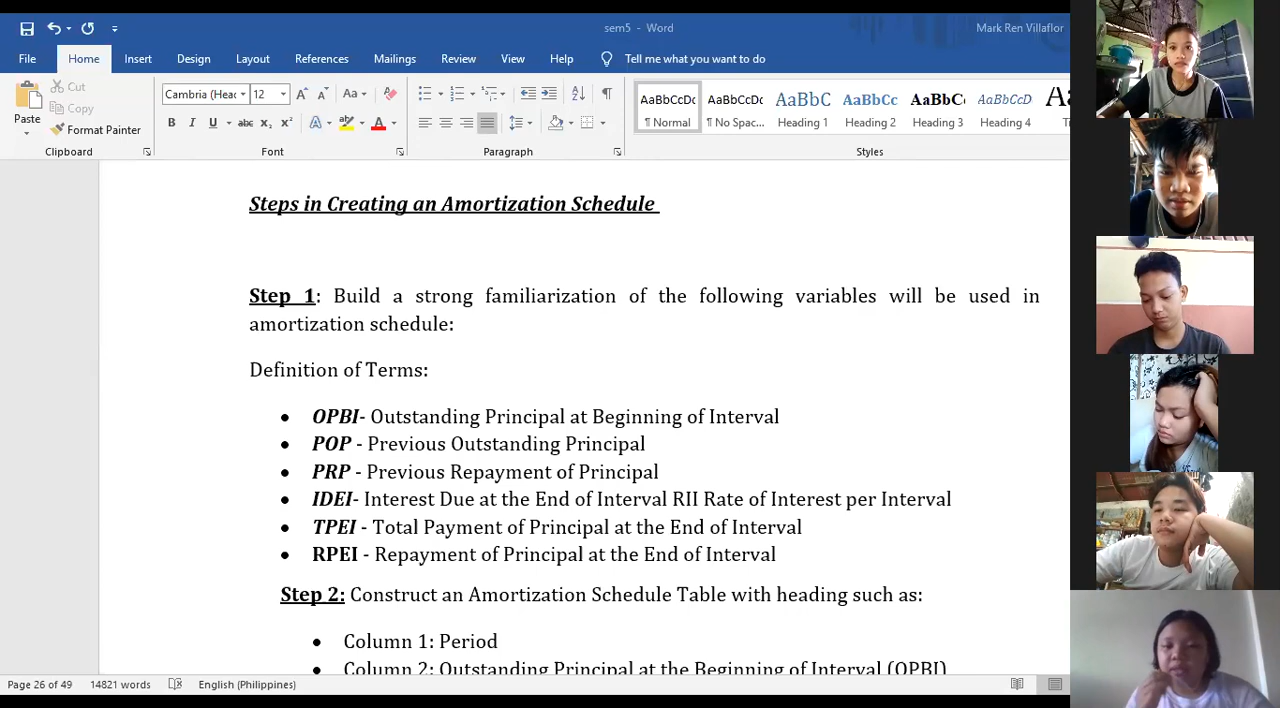 sem5 - Word
Mark Ren Villaflor
File Home Insert Design Layout References Mailings Review View Help Tell me what you want to do
Cut
Copy
Paste
Format Painter
Clipboard
Cambria (Head
12
Aa
B I U abc x₂ x²
A aby A
Font
Paragraph
AaBbCcDc AaBbCcDc AaBbC AaBbCc AaBbC AaBbCcD
¶ Normal ¶ No Spac... Heading 1 Heading 2 Heading 3 Heading 4
Styles
Steps in Creating an Amortization Schedule
Step 1: Build a strong familiarization of the following variables will be used in
amortization schedule:
Definition of Terms:
• OPBI- Outstanding Principal at Beginning of Interval
• POP - Previous Outstanding Principal
• PRP - Previous Repayment of Principal
• IDEI- Interest Due at the End of Interval RII Rate of Interest per Interval
• TPEI - Total Payment of Principal at the End of Interval
• RPEI - Repayment of Principal at the End of Interval
Step 2: Construct an Amortization Schedule Table with heading such as:
• Column 1: Period
• Column 2: Outstanding Principal at the Beginning of Interval (OPBI)
Page 26 of 49 14821 words English (Philippines)